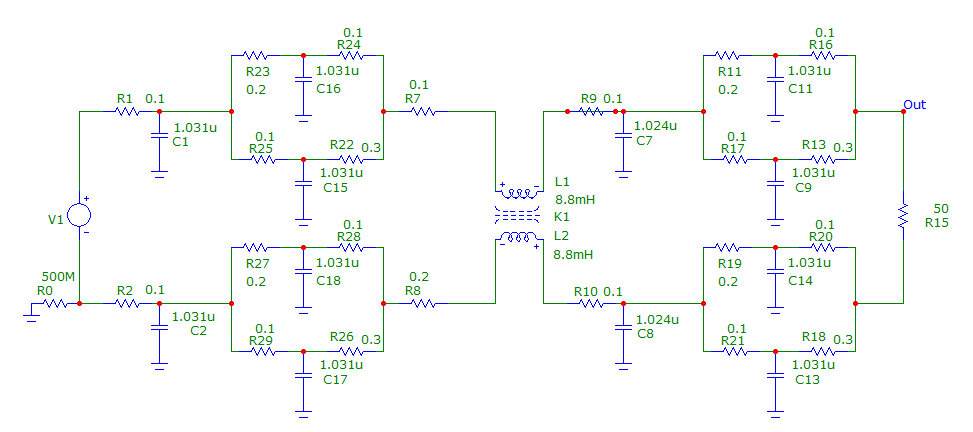 0.1
R24
R23
0.2
1.031u
C16
R1 0.1
1.031u
C1
0.1
R7
0.1
R25
R22 0.3
1.031u
C15
V1 + -
500M
R0
R2 0.1
1.031u
C2
0.1
R28
R27
0.2
1.031u
C18
0.2
R8
0.1
R29
R26 0.3
1.031u
C17
+ -
L1
8.8mH
K1
L2
8.8mH
- +
R9 0.1
1.024u
C7
R10 0.1
1.024u
C8
0.1
R16
R11
0.2
1.031u
C11
Out
0.1
R17
R13 0.3
1.031u
C9
50
R15
0.1
R20
R19
0.2
1.031u
C14
0.1
R21
R18 0.3
1.031u
C13